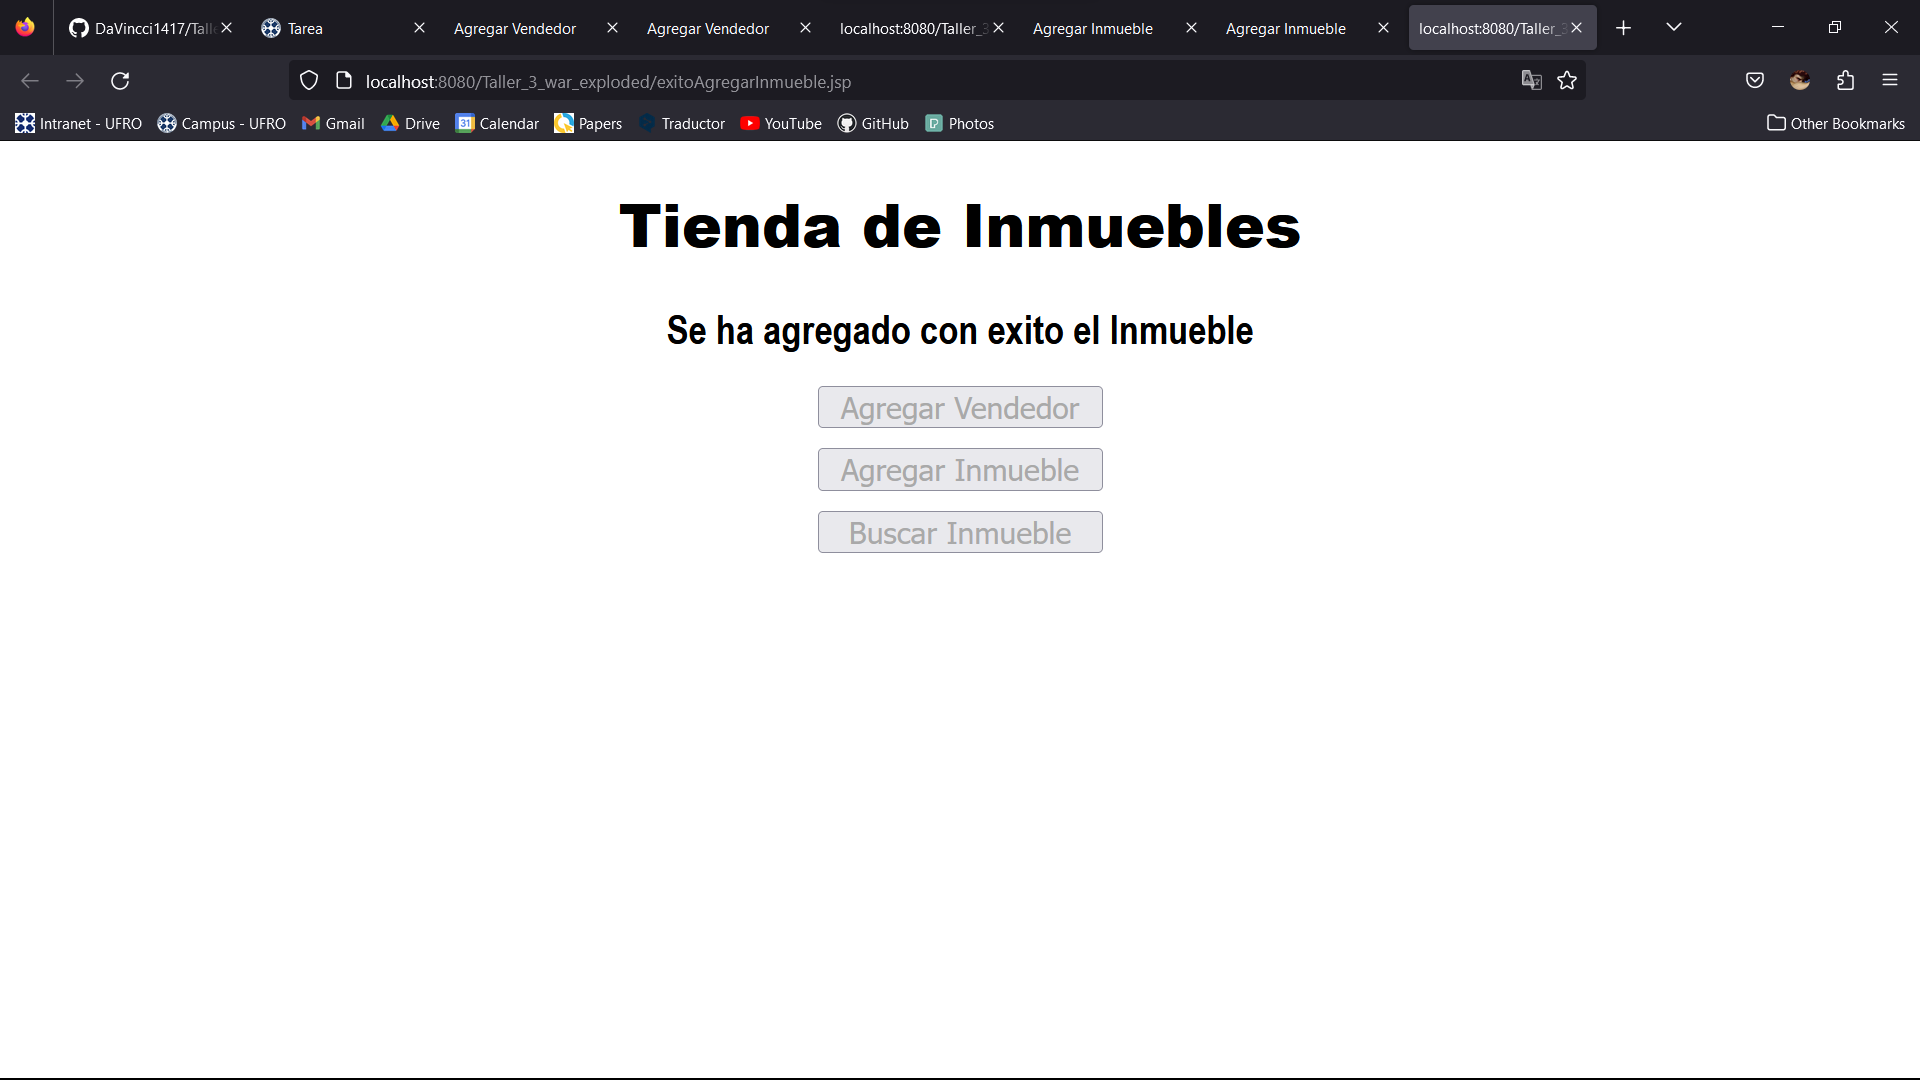 DaVincci1417/Talle
Tarea
Agregar Vendedor
Agregar Vendedor
localhost:8080/Taller_3
Agregar Inmueble
Agregar Inmueble
localhost:8080/Taller_3
localhost:8080/Taller_3_war_exploded/exitoAgregarInmueble.jsp
Intranet - UFRO
Campus - UFRO
Gmail
Drive
31
Calendar
Papers
Traductor
YouTube
GitHub
Photos
Other Bookmarks
Tienda de Inmuebles
Se ha agregado con exito el Inmueble
Agregar Vendedor
Agregar Inmueble
Buscar Inmueble